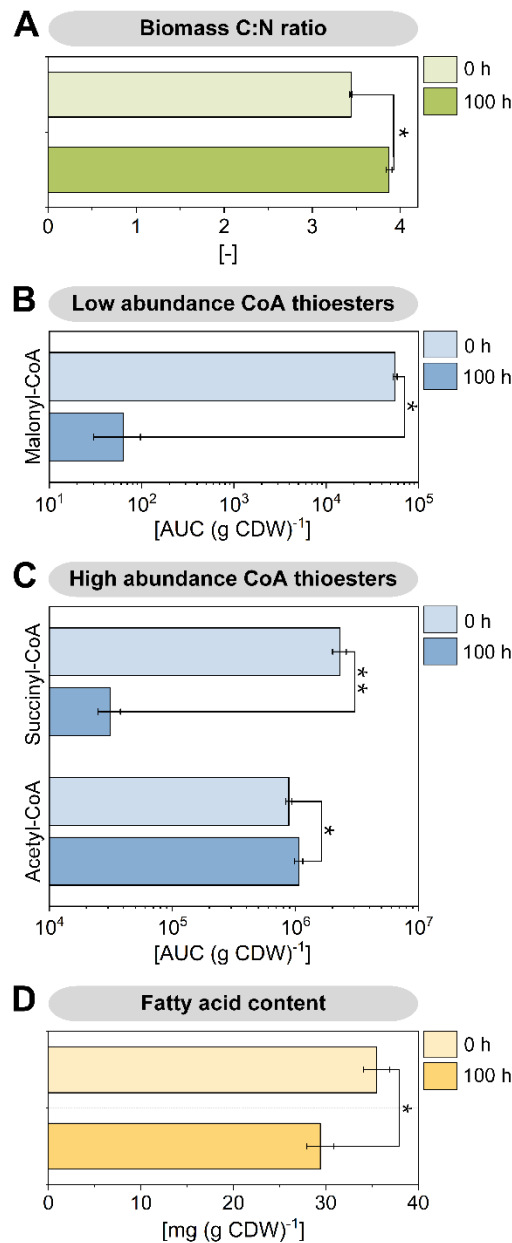 A Biomass C:N ratio
0 h
100 h
*
0 1 2 3 4
[-]
B Low abundance CoA thioesters
0 h
100 h
Malonyl-CoA
*
10¹ 10² 10³ 10⁴ 10⁵
[AUC (g CDW)⁻¹]
C High abundance CoA thioesters
0 h
100 h
Succinyl-CoA
**
Acetyl-CoA
*
10⁴ 10⁵ 10⁶ 10⁷
[AUC (g CDW)⁻¹]
D Fatty acid content
0 h
100 h
*
0 10 20 30 40
[mg (g CDW)⁻¹]